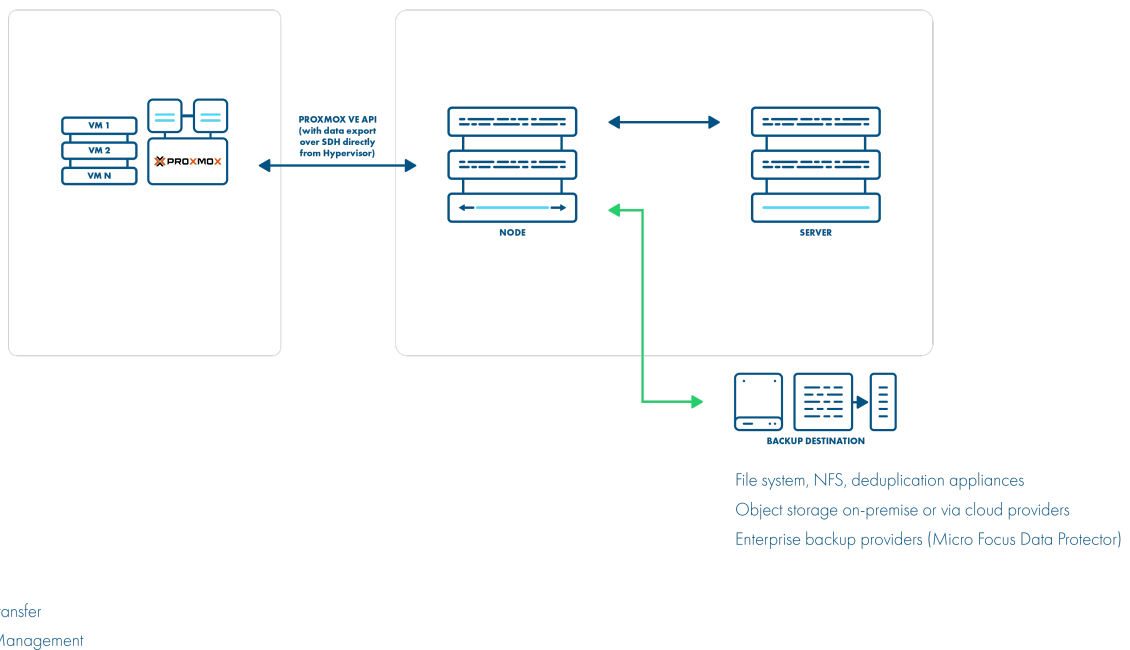 VM 1
VM 2
VM N
PROXMOX
PROXMOX VE API
(with data export
over SDH directly
from Hypervisor)
NODE
SERVER
BACKUP DESTINATION
File system, NFS, deduplication appliances
Object storage on-premise or via cloud providers
Enterprise backup providers (Micro Focus Data Protector)
ansfer
Management